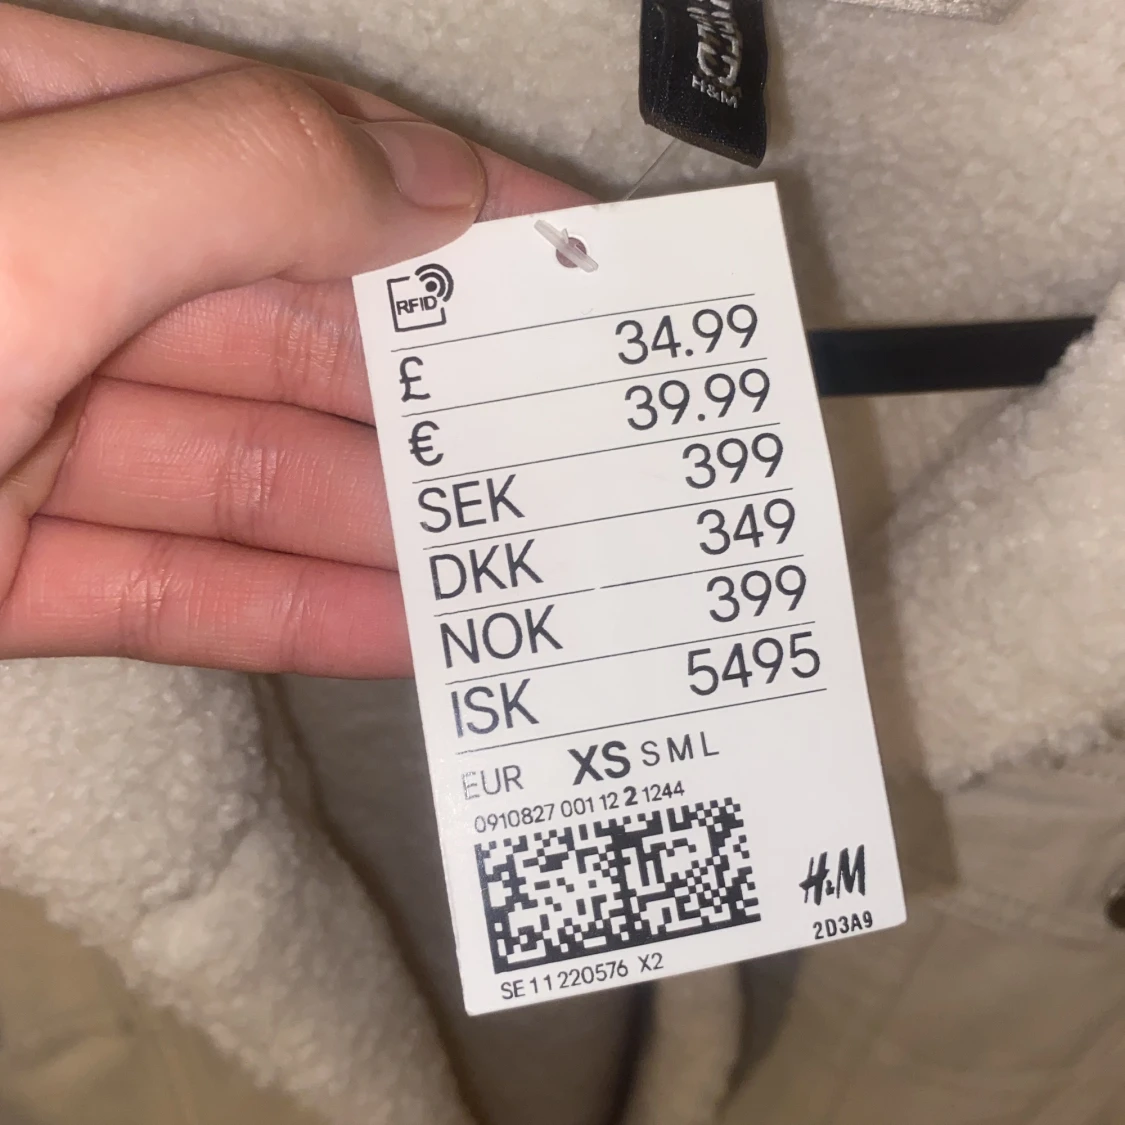 H&M
RFID
£ 34.99
€ 39.99
SEK 399
DKK 349
NOK 399
ISK 5495
EUR XS S M L
0910827 001 12 2 1244
H&M
2D3A9
SE 11 220576 X2